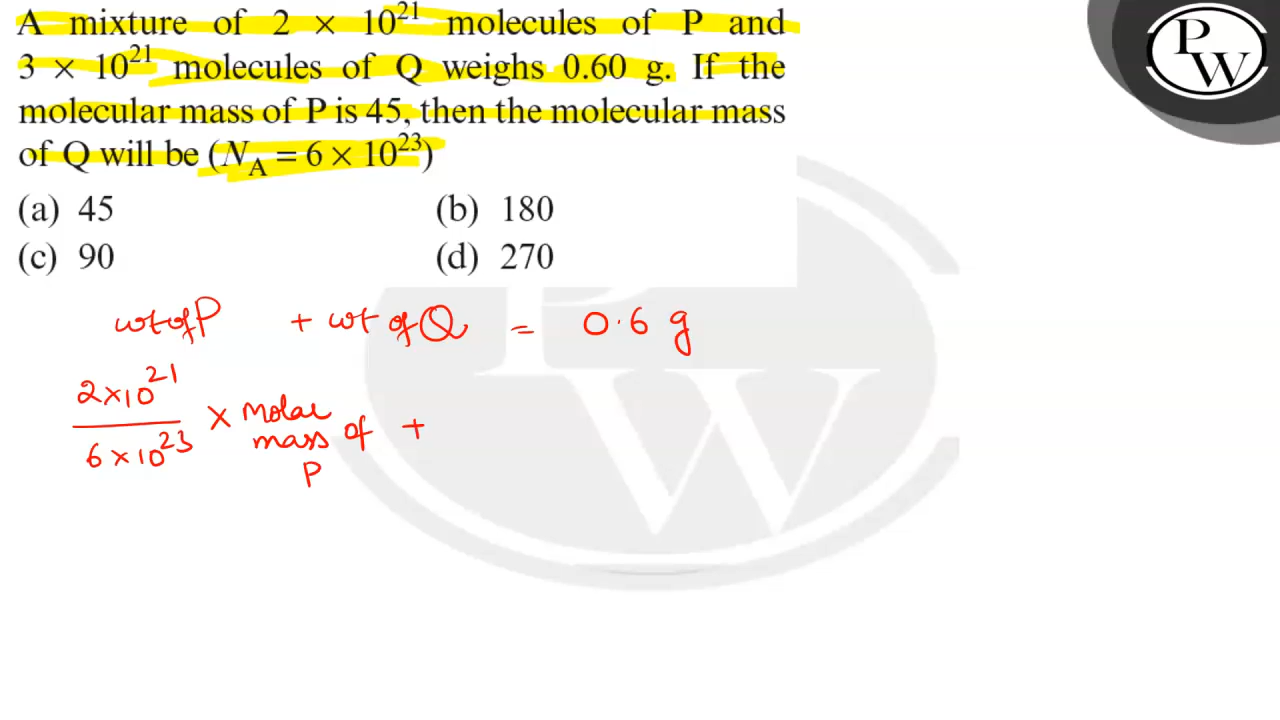 A mixture of 2 × 10²¹ molecules of P and
3 × 10²¹ molecules of Q weighs 0.60 g. If the
molecular mass of P is 45, then the molecular mass
of Q will be (N_A = 6 × 10²³)
(a) 45 (b) 180
(c) 90 (d) 270
wt of P + wt of Q = 0.6 g
2×10²¹
6×10²³ × Molar mass of P +
PW
PW